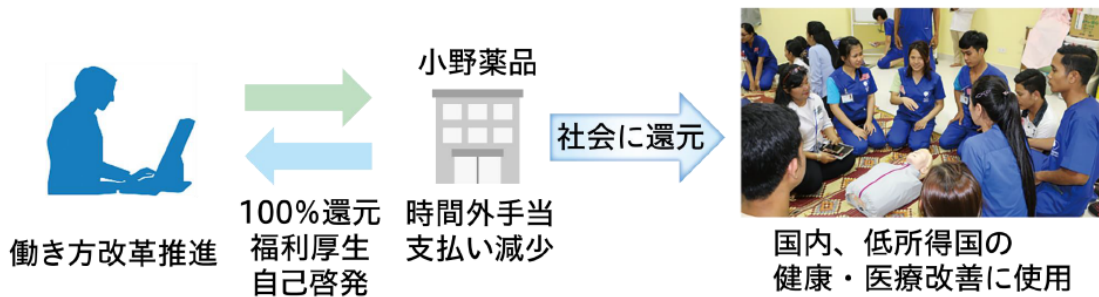 働き方改革推進
100%還元
福利厚生
自己啓発
小野薬品
時間外手当
支払い減少
社会に還元
国内、低所得国の
健康・医療改善に使用